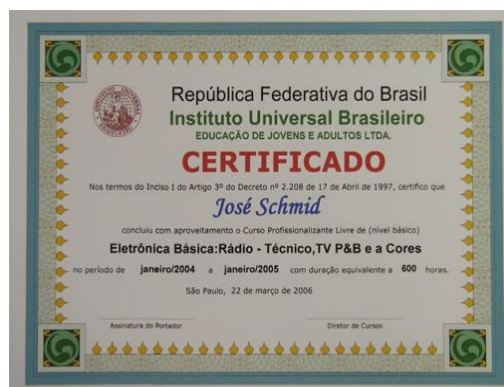 República Federativa do Brasil
Instituto Universal Brasileiro
EDUCAÇÃO DE JOVENS E ADULTOS LTDA.
CERTIFICADO
Nos termos do Inciso I do Artigo 3º do Decreto nº 2.208 de 17 de Abril de 1997, certifico que
José Schmid
concluiu com aproveitamento o Curso Profissionalizante Livre de (nível básico)
Eletrônica Básica:Rádio - Técnico,TV P&B e a Cores
no período de janeiro/2004 a janeiro/2005 com duração equivalente a 600 horas.
São Paulo, 22 de março de 2006
Assinatura do Portador Diretor de Cursos